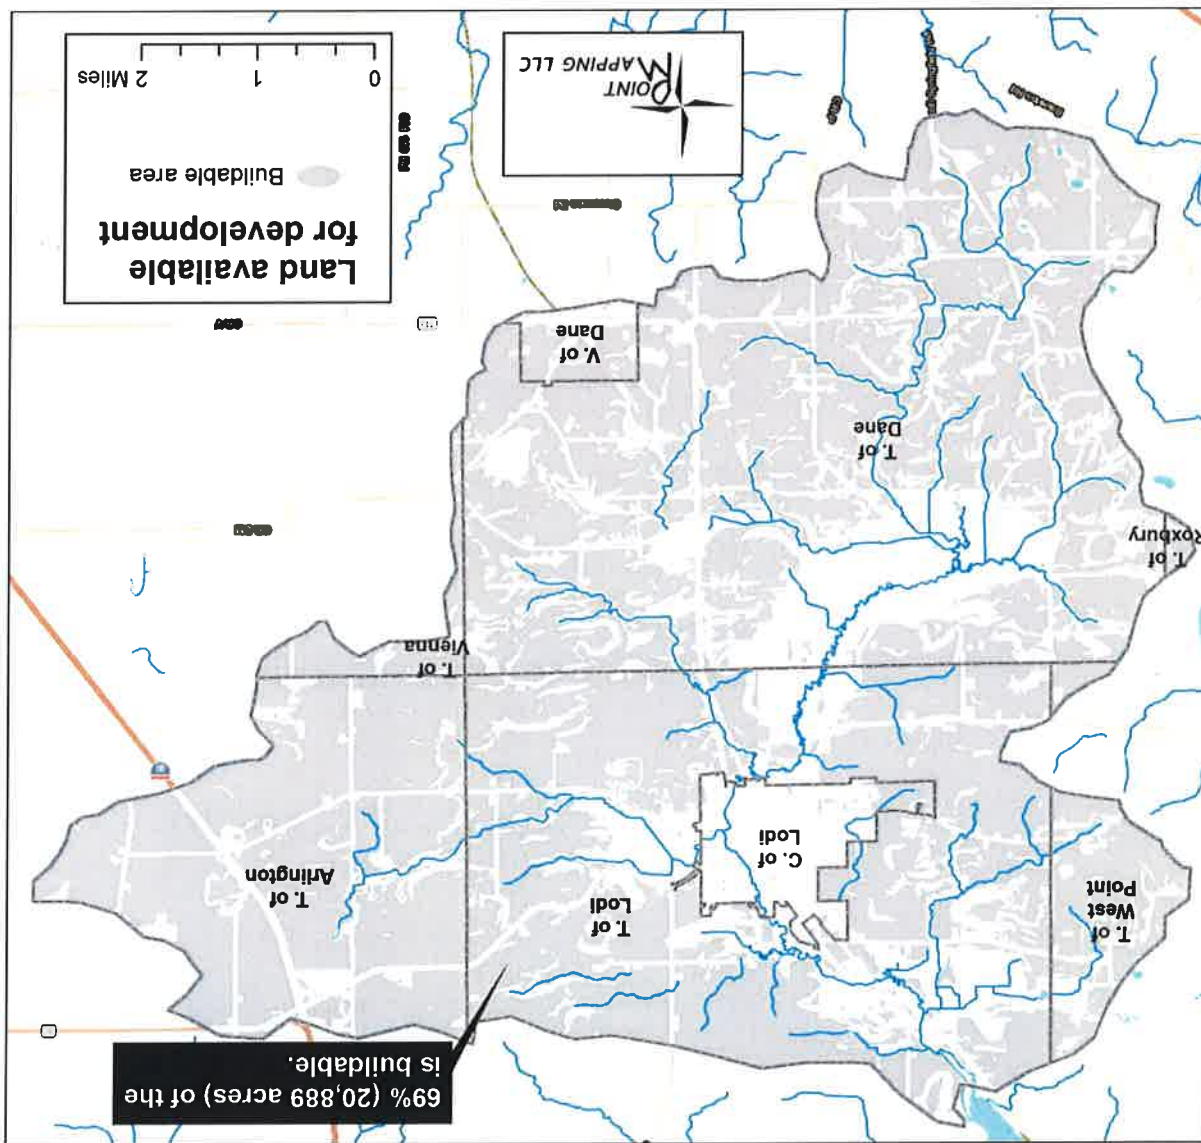 69% (20,889 acres) of the
is buildable.
T. of
West
Point
T. of
Lodi
T. of
Arlington
C. of
Lodi
T. of
Vienna
T. of
Roxbury
T. of
Dane
V. of
Dane
Land available
for development
Buildable area
0 1 2 Miles
POINT
MAPPING LLC